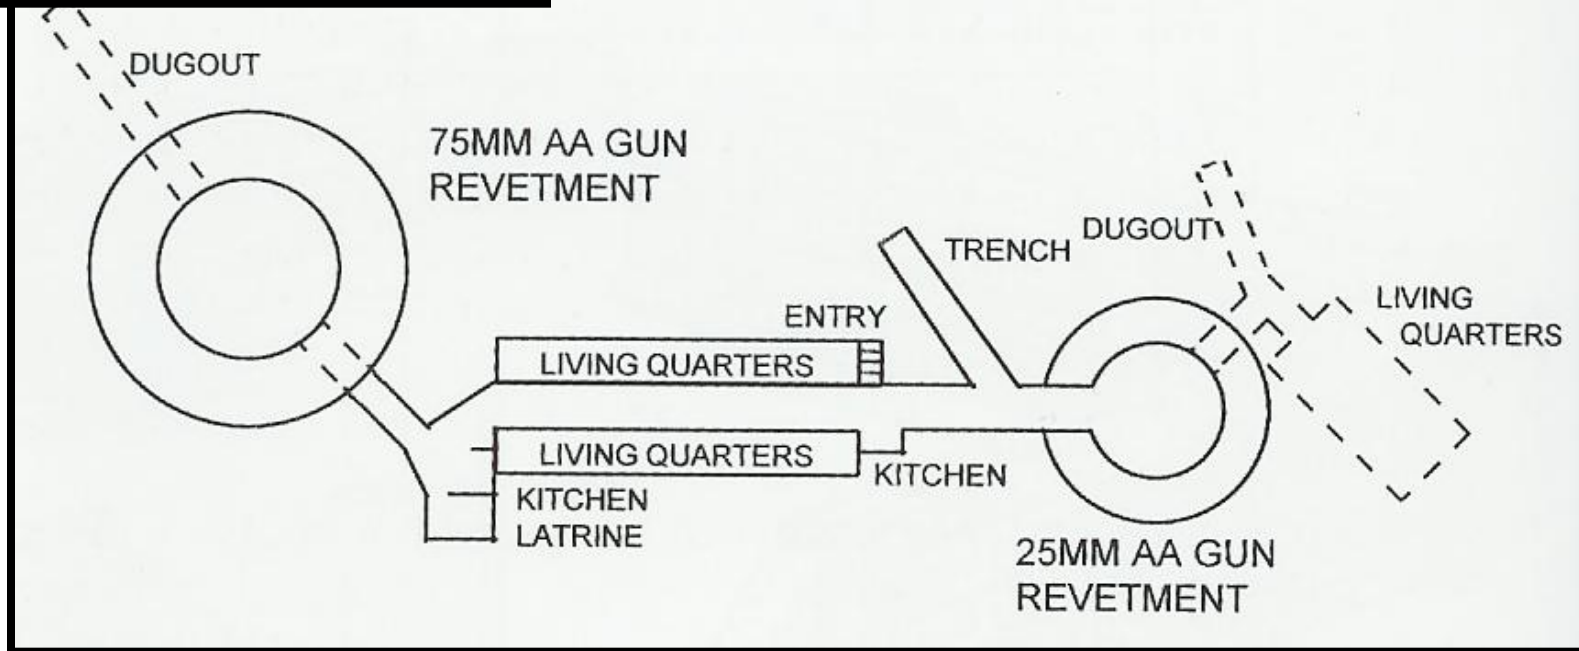 DUGOUT
75MM AA GUN
REVETMENT
DUGOUT
TRENCH
LIVING
QUARTERS
ENTRY
LIVING QUARTERS
LIVING QUARTERS
KITCHEN
KITCHEN
LATRINE
25MM AA GUN
REVETMENT